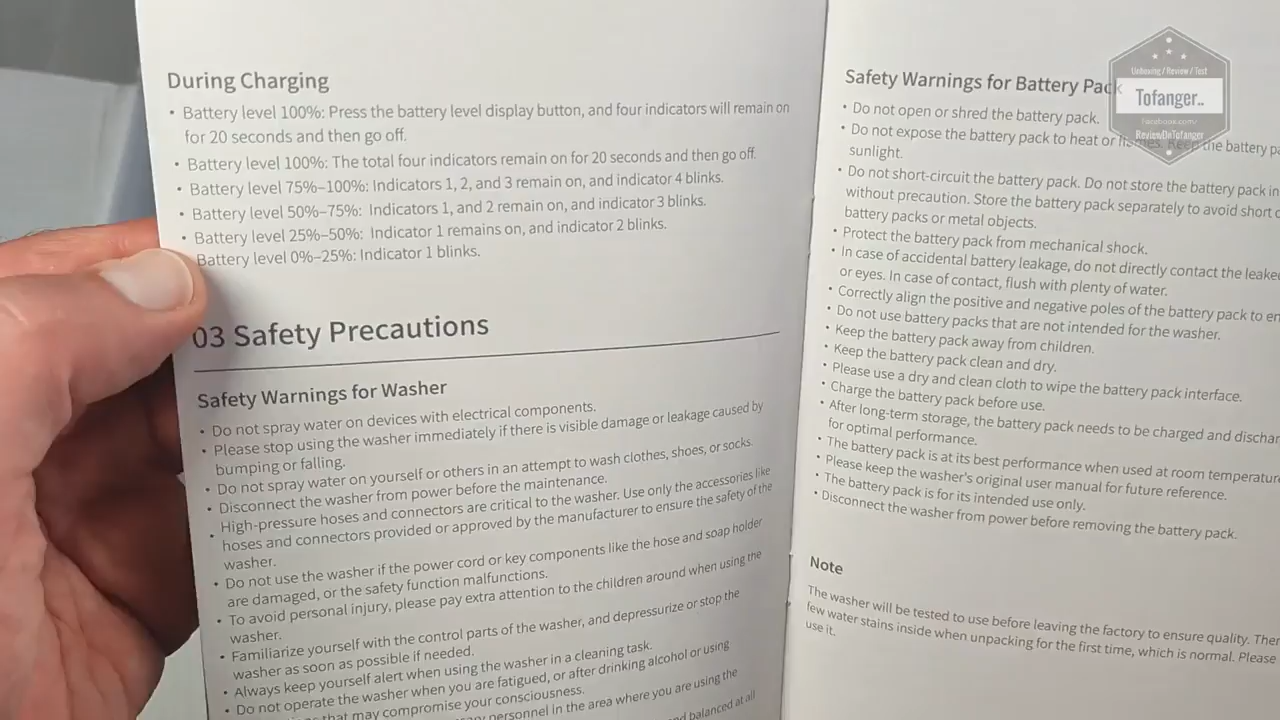 During Charging
• Battery level 100%: Press the battery level display button, and four indicators will remain on
for 20 seconds and then go off.
• Battery level 100%: The total four indicators remain on for 20 seconds and then go off.
• Battery level 75%–100%: Indicators 1, 2, and 3 remain on, and indicator 4 blinks.
• Battery level 50%–75%: Indicators 1, and 2 remain on, and indicator 3 blinks.
• Battery level 25%–50%: Indicator 1 remains on, and indicator 2 blinks.
Battery level 0%–25%: Indicator 1 blinks.
03 Safety Precautions
Safety Warnings for Washer
• Do not spray water on devices with electrical components.
• Please stop using the washer immediately if there is visible damage or leakage caused by
bumping or falling.
• Do not spray water on yourself or others in an attempt to wash clothes, shoes, or socks.
• Disconnect the washer from power before the maintenance.
• High-pressure hoses and connectors are critical to the washer. Use only the accessories like
hoses and connectors provided or approved by the manufacturer to ensure the safety of the
washer.
• Do not use the washer if the power cord or key components like the hose and soap holder
are damaged, or the safety function malfunctions.
• To avoid personal injury, please pay extra attention to the children around when using the
washer.
• Familiarize yourself with the control parts of the washer, and depressurize or stop the
washer as soon as possible if needed.
• Always keep yourself alert when using the washer in a cleaning task.
• Do not operate the washer when you are fatigued, or after drinking alcohol or using
that may compromise your consciousness.
personnel in the area where you are using the
and balanced at all
Safety Warnings for Battery Pack
• Do not open or shred the battery pack.
• Do not expose the battery pack to heat or Keep the battery
sunlight.
• Do not short-circuit the battery pack. Do not store the battery pack in
without precaution. Store the battery pack separately to avoid short
battery packs or metal objects.
• Protect the battery pack from mechanical shock.
• In case of accidental battery leakage, do not directly contact the leaked
or eyes. In case of contact, flush with plenty of water.
• Correctly align the positive and negative poles of the battery pack to
• Do not use battery packs that are not intended for the washer.
• Keep the battery pack away from children.
• Keep the battery pack clean and dry.
• Please use a dry and clean cloth to wipe the battery pack interface.
• Charge the battery pack before use.
• After long-term storage, the battery pack needs to be charged and
for optimal performance.
• The battery pack is at its best performance when used at room
• Please keep the washer's original user manual for future reference.
• The battery pack is for its intended use only.
• Disconnect the washer from power before removing the battery pack.
Note
The washer will be tested to use before leaving the factory to ensure quality.
few water stains inside when unpacking for the first time, which is normal. Please
use it.
Unboxing / Review / Test
Tofanger..
Facebook.com/
ReviewDnTofanger